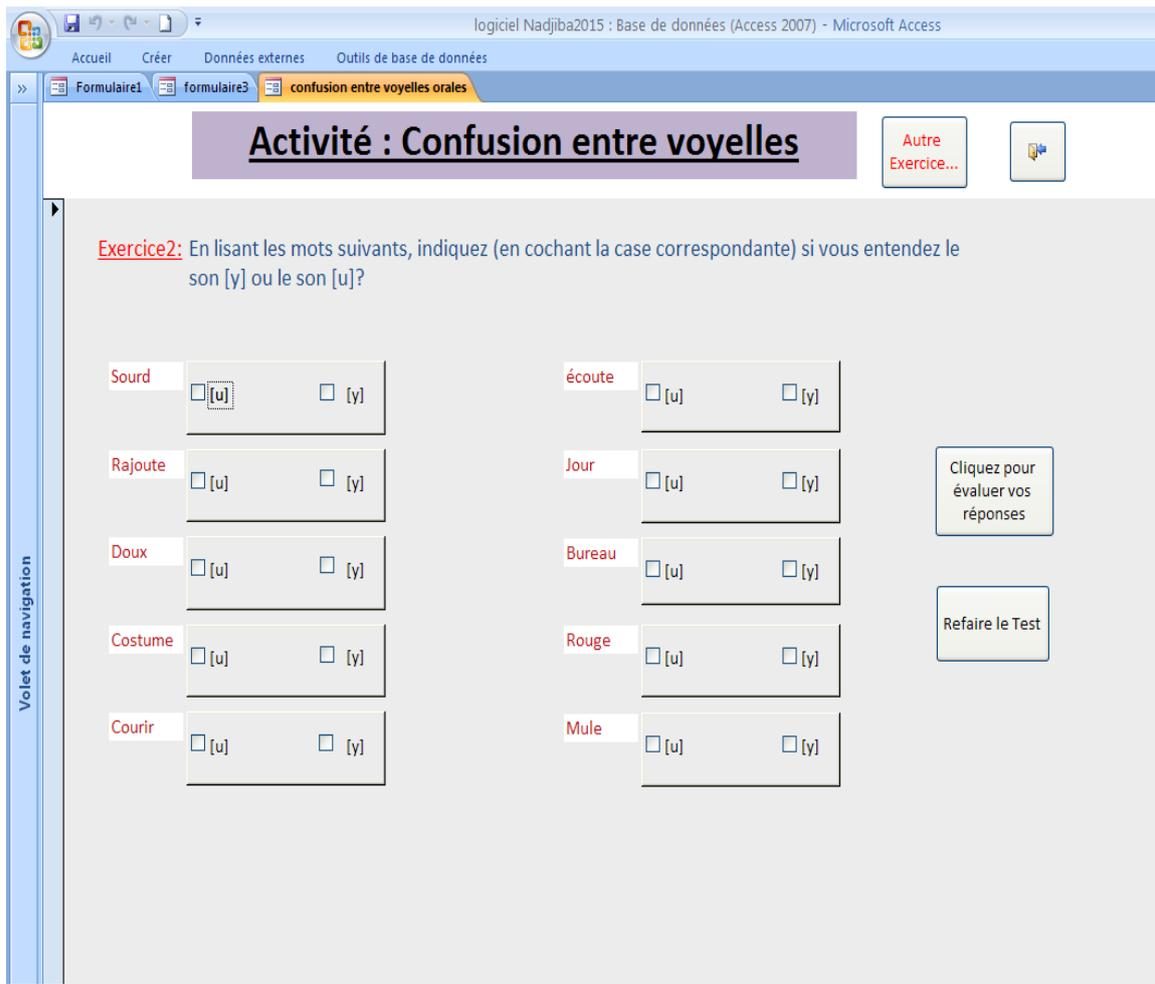 logiciel Nadjiba2015 : Base de données (Access 2007) - Microsoft Access
Accueil Créer Données externes Outils de base de données
Formulaire1 formulaire3 confusion entre voyelles orales
Activité : Confusion entre voyelles
Autre
Exercice...
Exercice2: En lisant les mots suivants, indiquez (en cochant la case correspondante) si vous entendez le
son [y] ou le son [u]?
Sourd [u] [y] écoute [u] [y]
Rajoute [u] [y] Jour [u] [y]
Doux [u] [y] Bureau [u] [y]
Costume [u] [y] Rouge [u] [y]
Courir [u] [y] Mule [u] [y]
Cliquez pour
évaluer vos
réponses
Refaire le Test
Volet de navigation